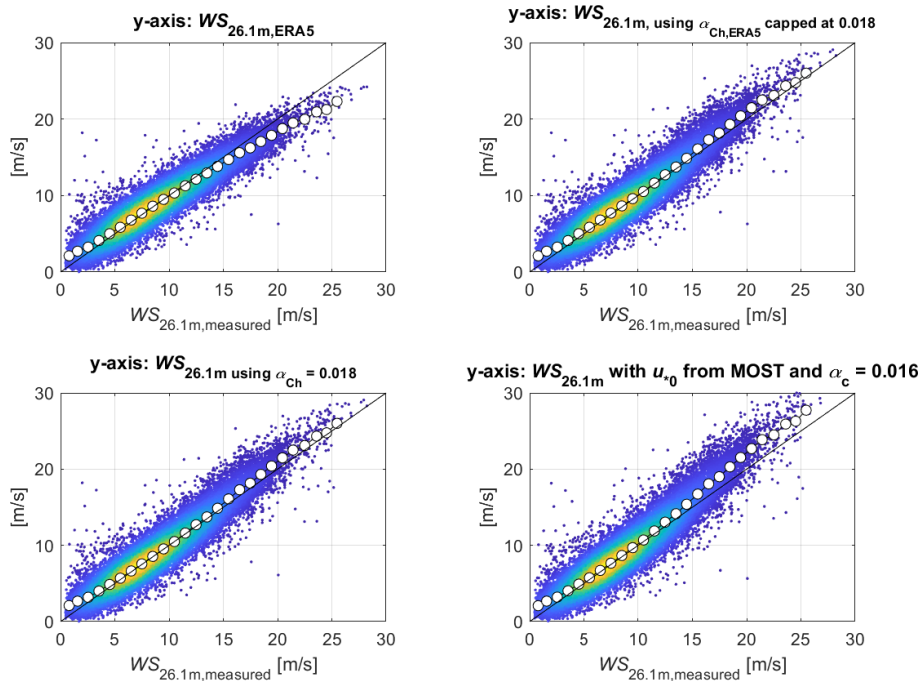 y-axis: WS26.1m,ERA5
30
20
10
0
[m/s]
0 5 10 15 20 25 30
WS26.1m,measured [m/s]
y-axis: WS26.1m, using αCh,ERA5 capped at 0.018
30
20
10
0
[m/s]
0 5 10 15 20 25 30
WS26.1m,measured [m/s]
y-axis: WS26.1m using αCh = 0.018
30
20
10
0
[m/s]
0 5 10 15 20 25 30
WS26.1m,measured [m/s]
y-axis: WS26.1m with u*0 from MOST and αc = 0.016
30
20
10
0
[m/s]
0 5 10 15 20 25 30
WS26.1m,measured [m/s]